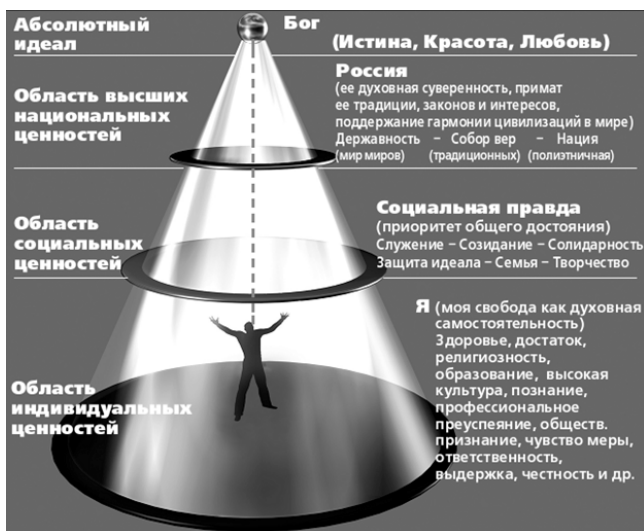 Абсолютный
идеал
Бог
(Истина, Красота, Любовь)
Область высших
национальных
ценностей
Россия
(ее духовная суверенность, примат
ее традиции, законов и интересов,
поддержание гармонии цивилизаций в мире)
Державность – Собор вер – Нация
(мир миров) (традиционных) (полиэтничная)
Область
социальных
ценностей
Социальная правда
(приоритет общего достояния)
Служение – Созидание – Солидарность
Защита идеала – Семья – Творчество
Область
индивидуальных
ценностей
Я (моя свобода как духовная
самостоятельность)
Здоровье, достаток,
религиозность,
образование, высокая
культура, познание,
профессиональное
преуспеяние, обществ.
признание, чувство меры,
ответственность,
выдержка, честность и др.